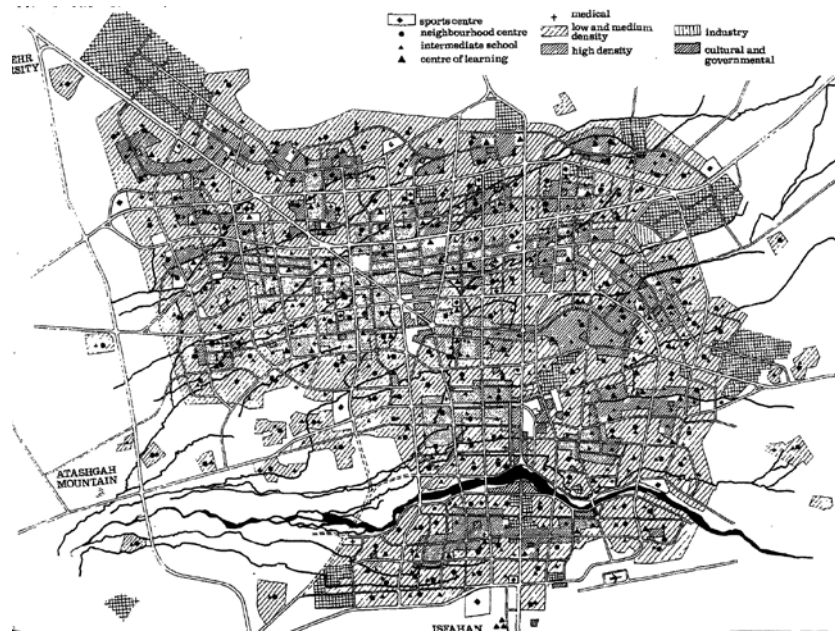 sports centre
neighbourhood centre
intermediate school
centre of learning
medical
low and medium
density
high density
industry
cultural and
governmental
ATASHGAH
MOUNTAIN
ISFAHAN